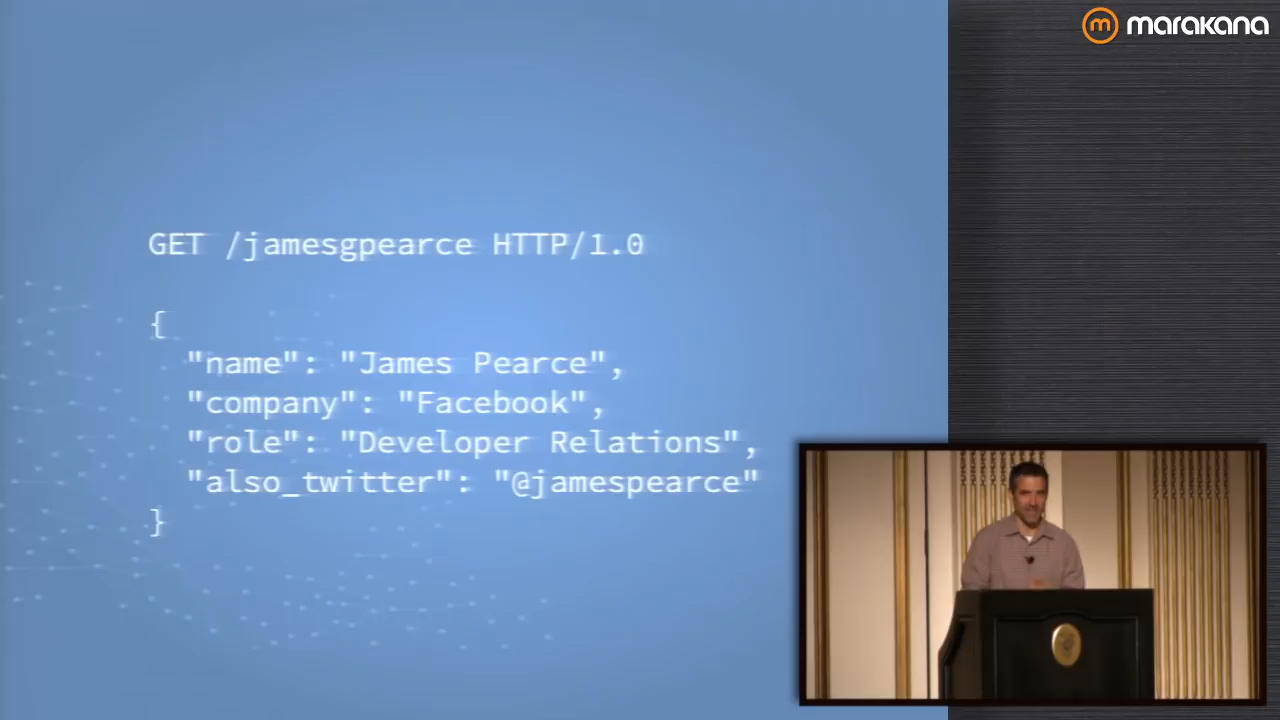 marakana
GET /jamesgpearce HTTP/1.0
{
"name": "James Pearce",
"company": "Facebook",
"role": "Developer Relations",
"also_twitter": "@jamespearce"
}